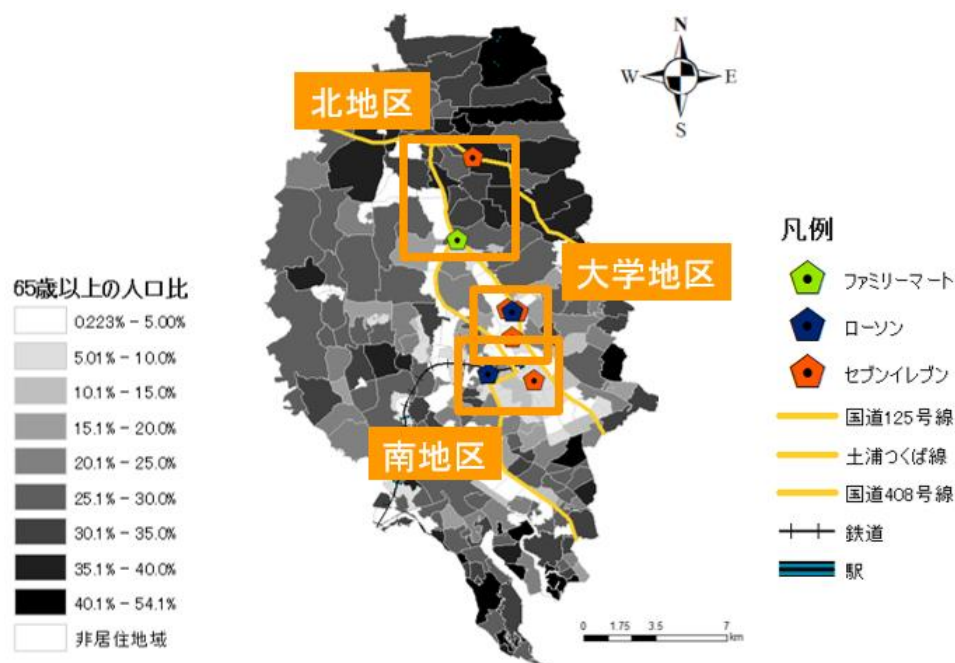 N
W
E
S
北地区
大学地区
南地区
65歳以上の人口比
0.223% - 5.00%
5.01% - 10.0%
10.1% - 15.0%
15.1% - 20.0%
20.1% - 25.0%
25.1% - 30.0%
30.1% - 35.0%
35.1% - 40.0%
40.1% - 54.1%
非居住地域
凡例
ファミリーマート
ローソン
セブンイレブン
国道125号線
土浦つくば線
国道408号線
鉄道
駅
0 1.75 3.5 7
km